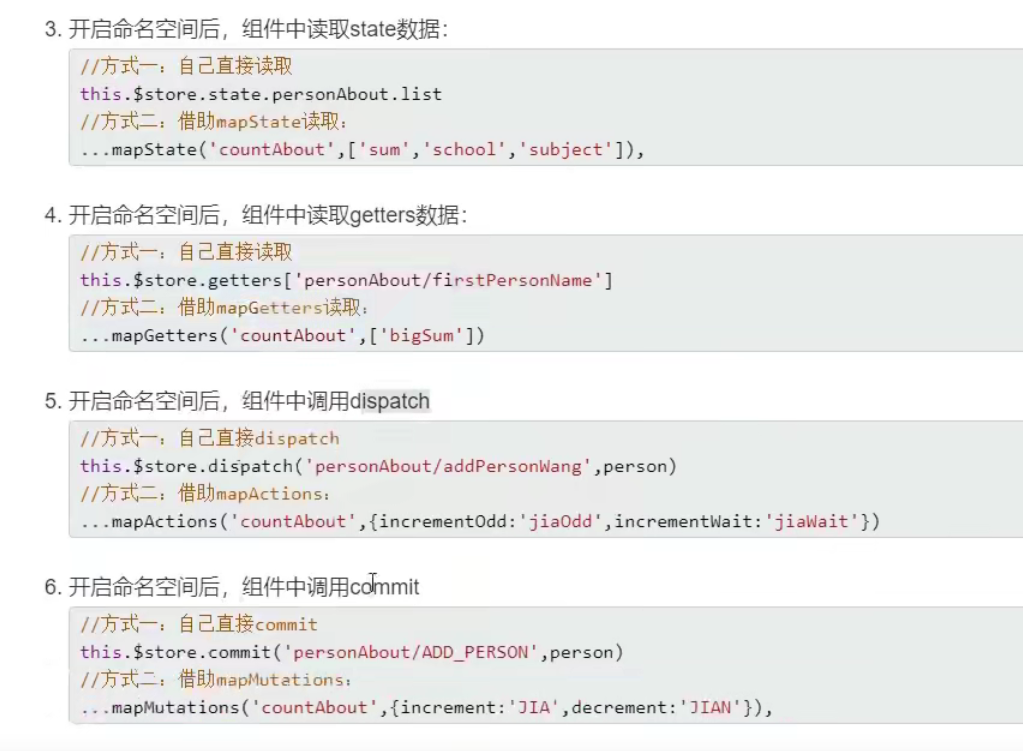 3. 开启命名空间后，组件中读取state数据：
//方式一：自己直接读取
this.$store.state.personAbout.list
//方式二：借助mapState读取：
...mapState('countAbout',['sum','school','subject']),
4. 开启命名空间后，组件中读取getters数据：
//方式一：自己直接读取
this.$store.getters['personAbout/firstPersonName']
//方式二：借助mapGetters读取：
...mapGetters('countAbout',['bigSum'])
5. 开启命名空间后，组件中调用dispatch
//方式一：自己直接dispatch
this.$store.dispatch('personAbout/addPersonWang',person)
//方式二：借助mapActions：
...mapActions('countAbout',{incrementOdd:'jiaOdd',incrementWait:'jiaWait'})
6. 开启命名空间后，组件中调用commit
//方式一：自己直接commit
this.$store.commit('personAbout/ADD_PERSON',person)
//方式二：借助mapMutations：
...mapMutations('countAbout',{increment:'JIA',decrement:'JIAN'}),